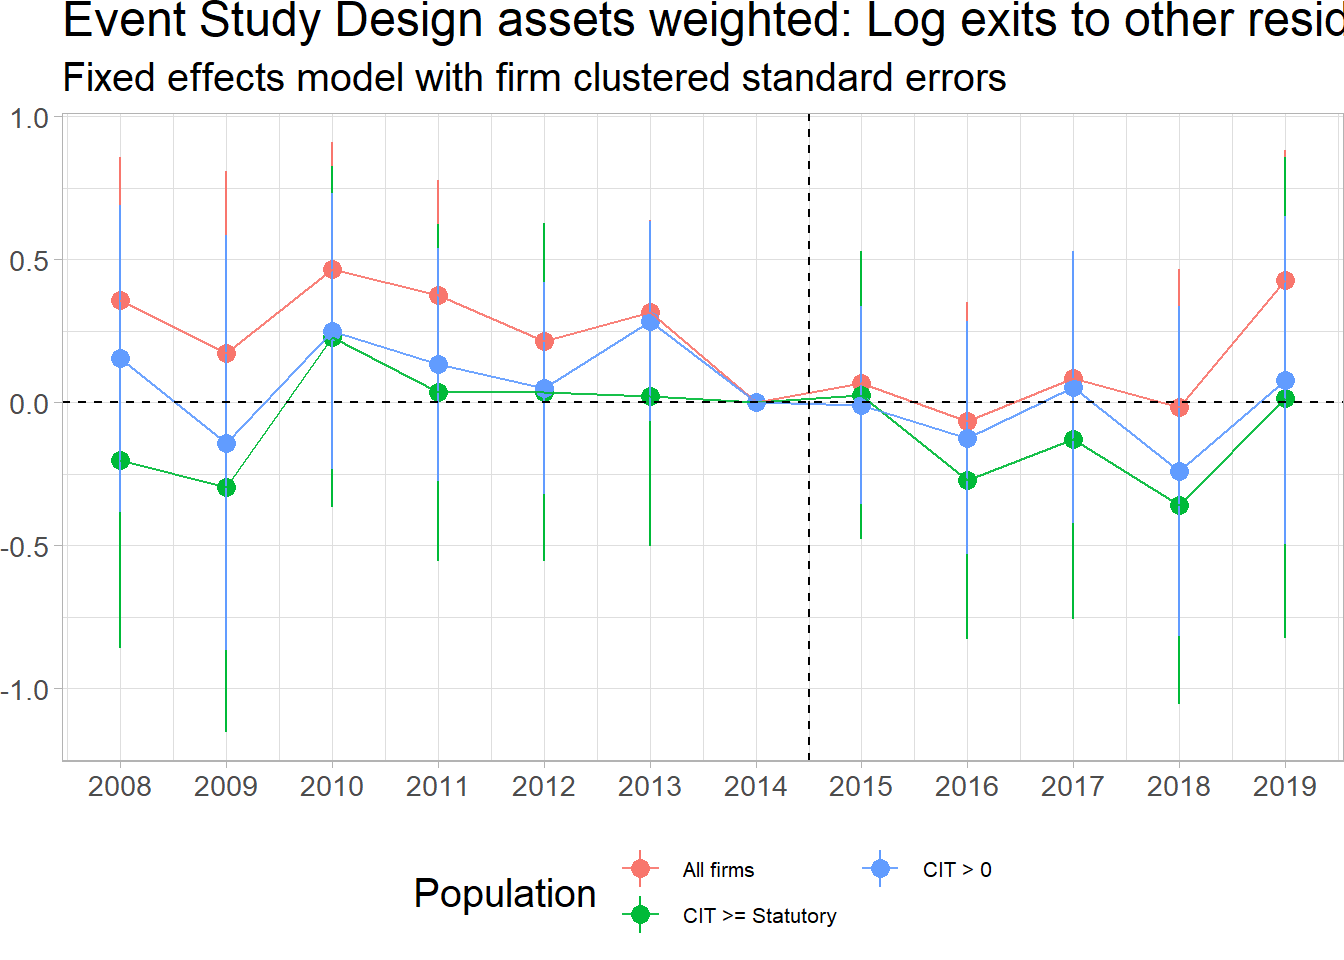 Event Study Design assets weighted: Log exits to other resid
Fixed effects model with firm clustered standard errors
1.0
0.5
0.0
-0.5
-1.0
2008 2009 2010 2011 2012 2013 2014 2015 2016 2017 2018 2019
Population
All firms
CIT >= Statutory
CIT > 0